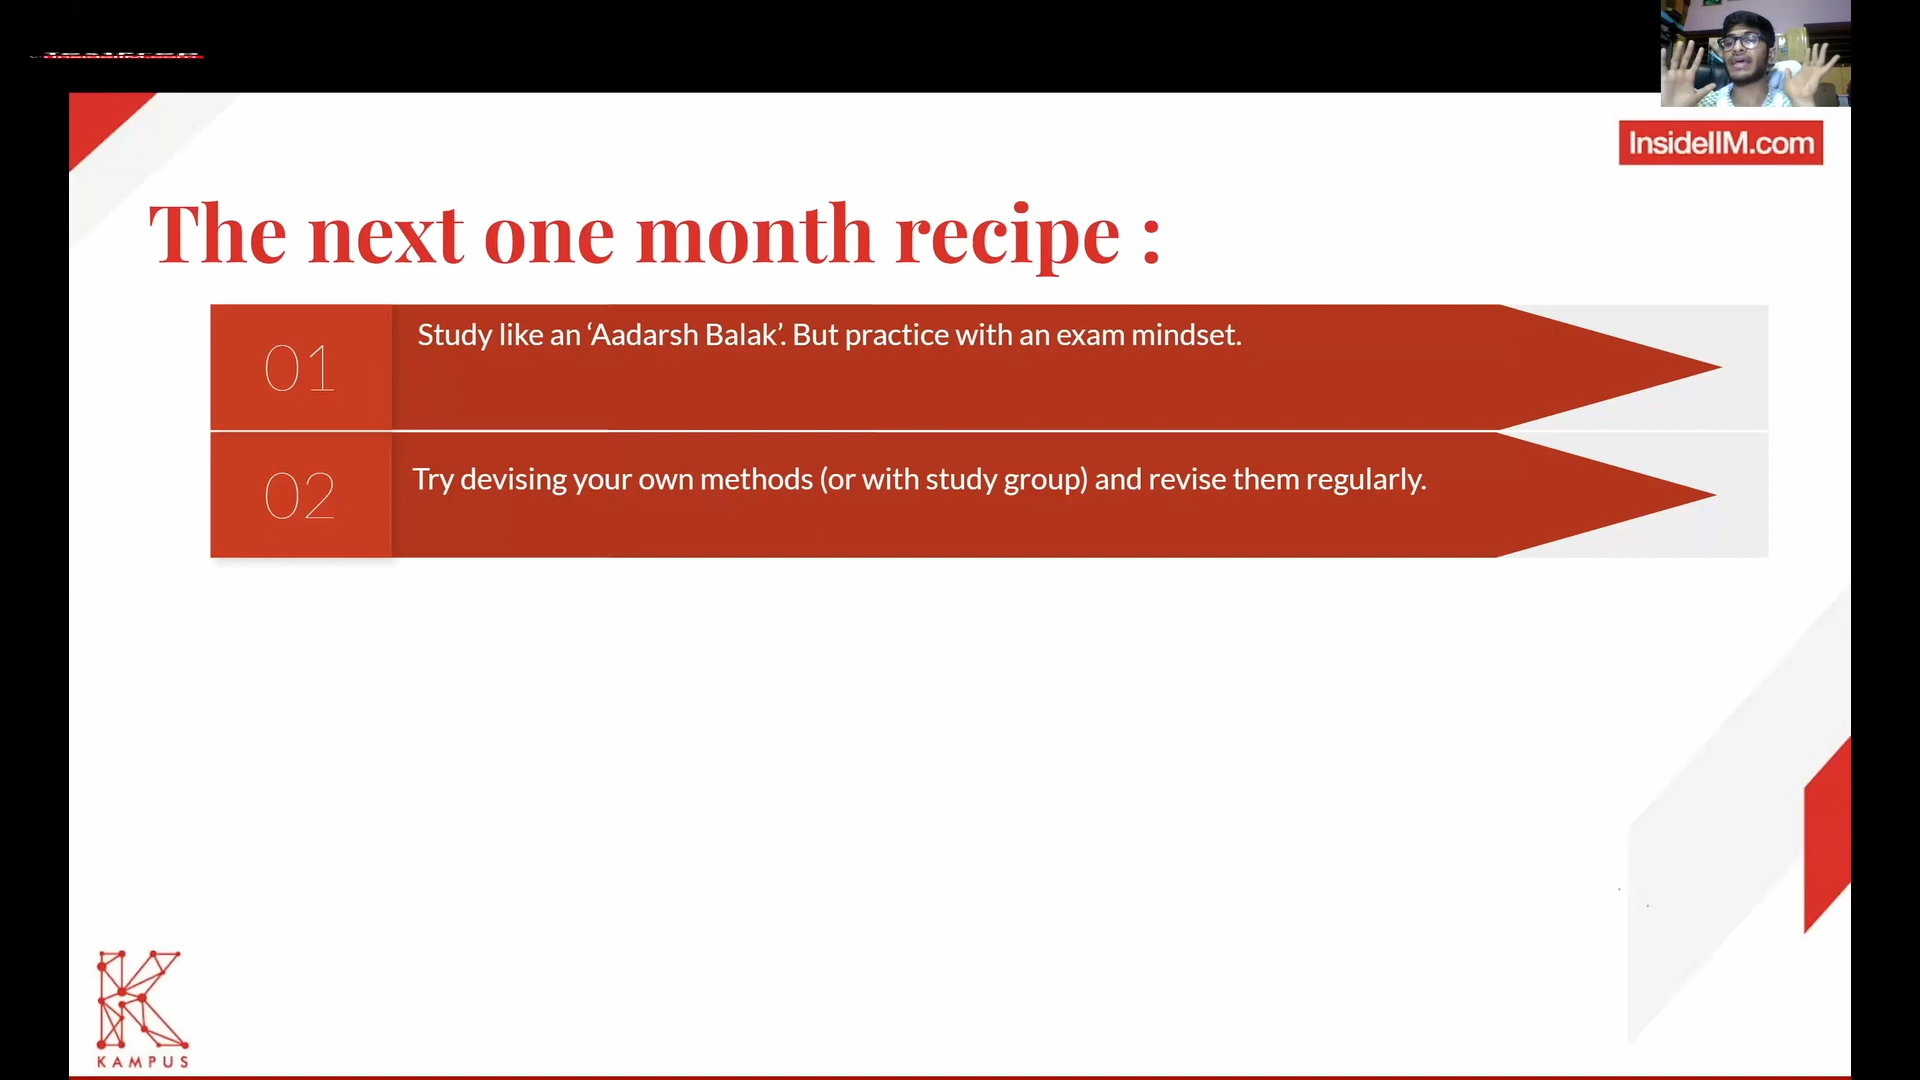 InsideIIM.com
The next one month recipe :
01
Study like an ‘Aadarsh Balak’. But practice with an exam mindset.
02
Try devising your own methods (or with study group) and revise them regularly.
KAMPUS